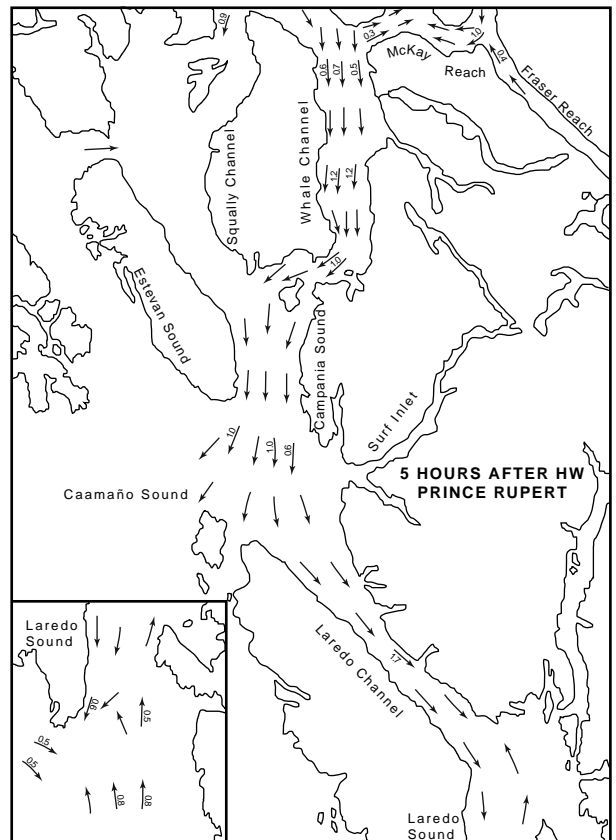 0.9
0.3
1.0
McKay
Reach
0.4
Fraser Reach
0.6
0.7
0.5
Whale Channel
Squally Channel
1.2
1.2
1.0
Estevan Sound
Campania Sound
Surf Inlet
1.0
1.0
0.6
5 HOURS AFTER HW
PRINCE RUPERT
Caamaño Sound
Laredo Channel
1.7
Laredo
Sound
0.6
0.5
0.5
0.5
0.8
0.8
Laredo
Sound